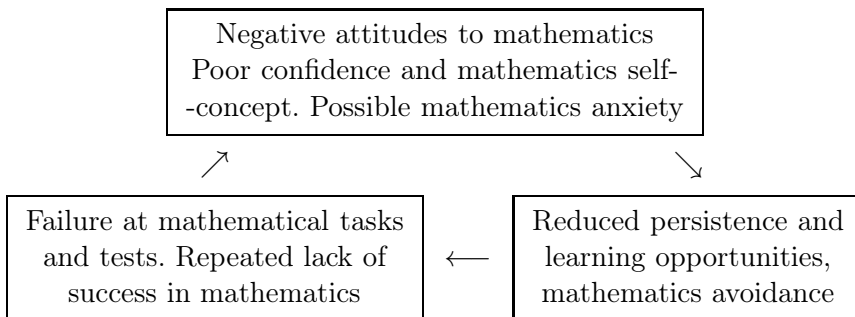 Negative attitudes to mathematics
Poor confidence and mathematics self-
-concept. Possible mathematics anxiety
Failure at mathematical tasks
and tests. Repeated lack of
success in mathematics
Reduced persistence and
learning opportunities,
mathematics avoidance